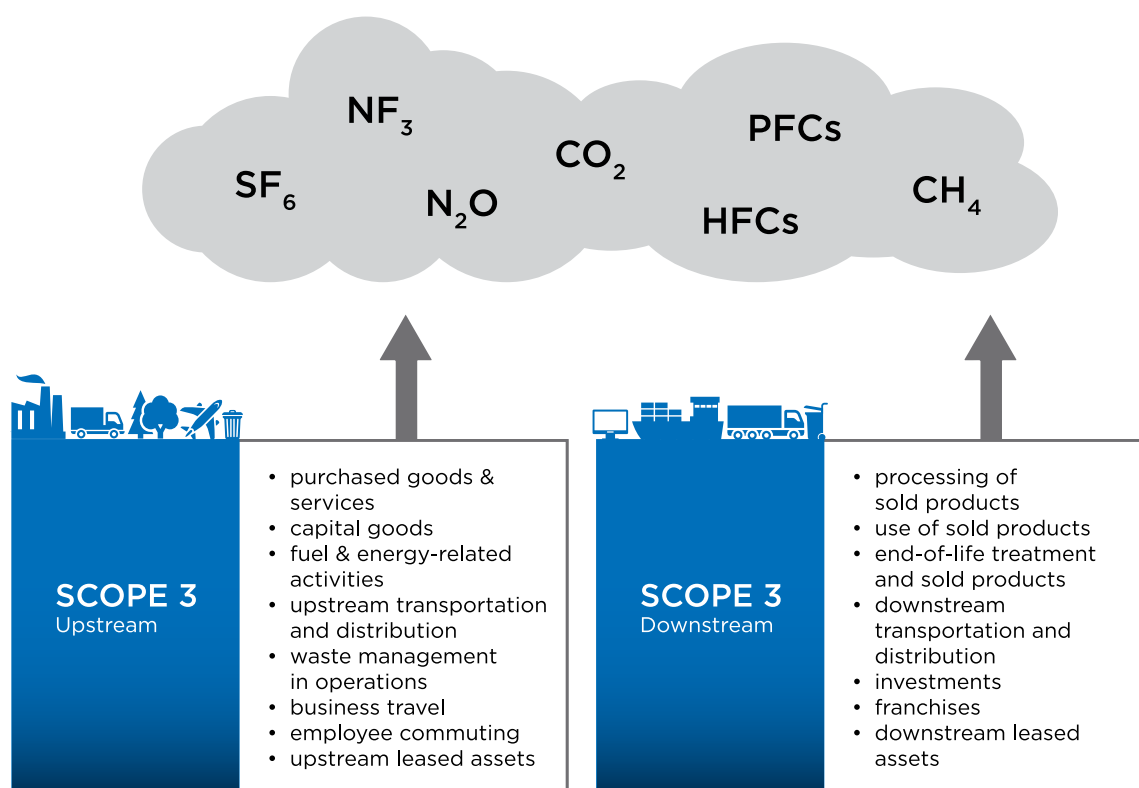 NF₃
PFCs
CO₂
SF₆
CH₄
N₂O
HFCs
SCOPE 3
Upstream
• purchased goods &
services
• capital goods
• fuel & energy-related
activities
• upstream transportation
and distribution
• waste management
in operations
• business travel
• employee commuting
• upstream leased assets
SCOPE 3
Downstream
• processing of
sold products
• use of sold products
• end-of-life treatment
and sold products
• downstream
transportation and
distribution
• investments
• franchises
• downstream leased
assets